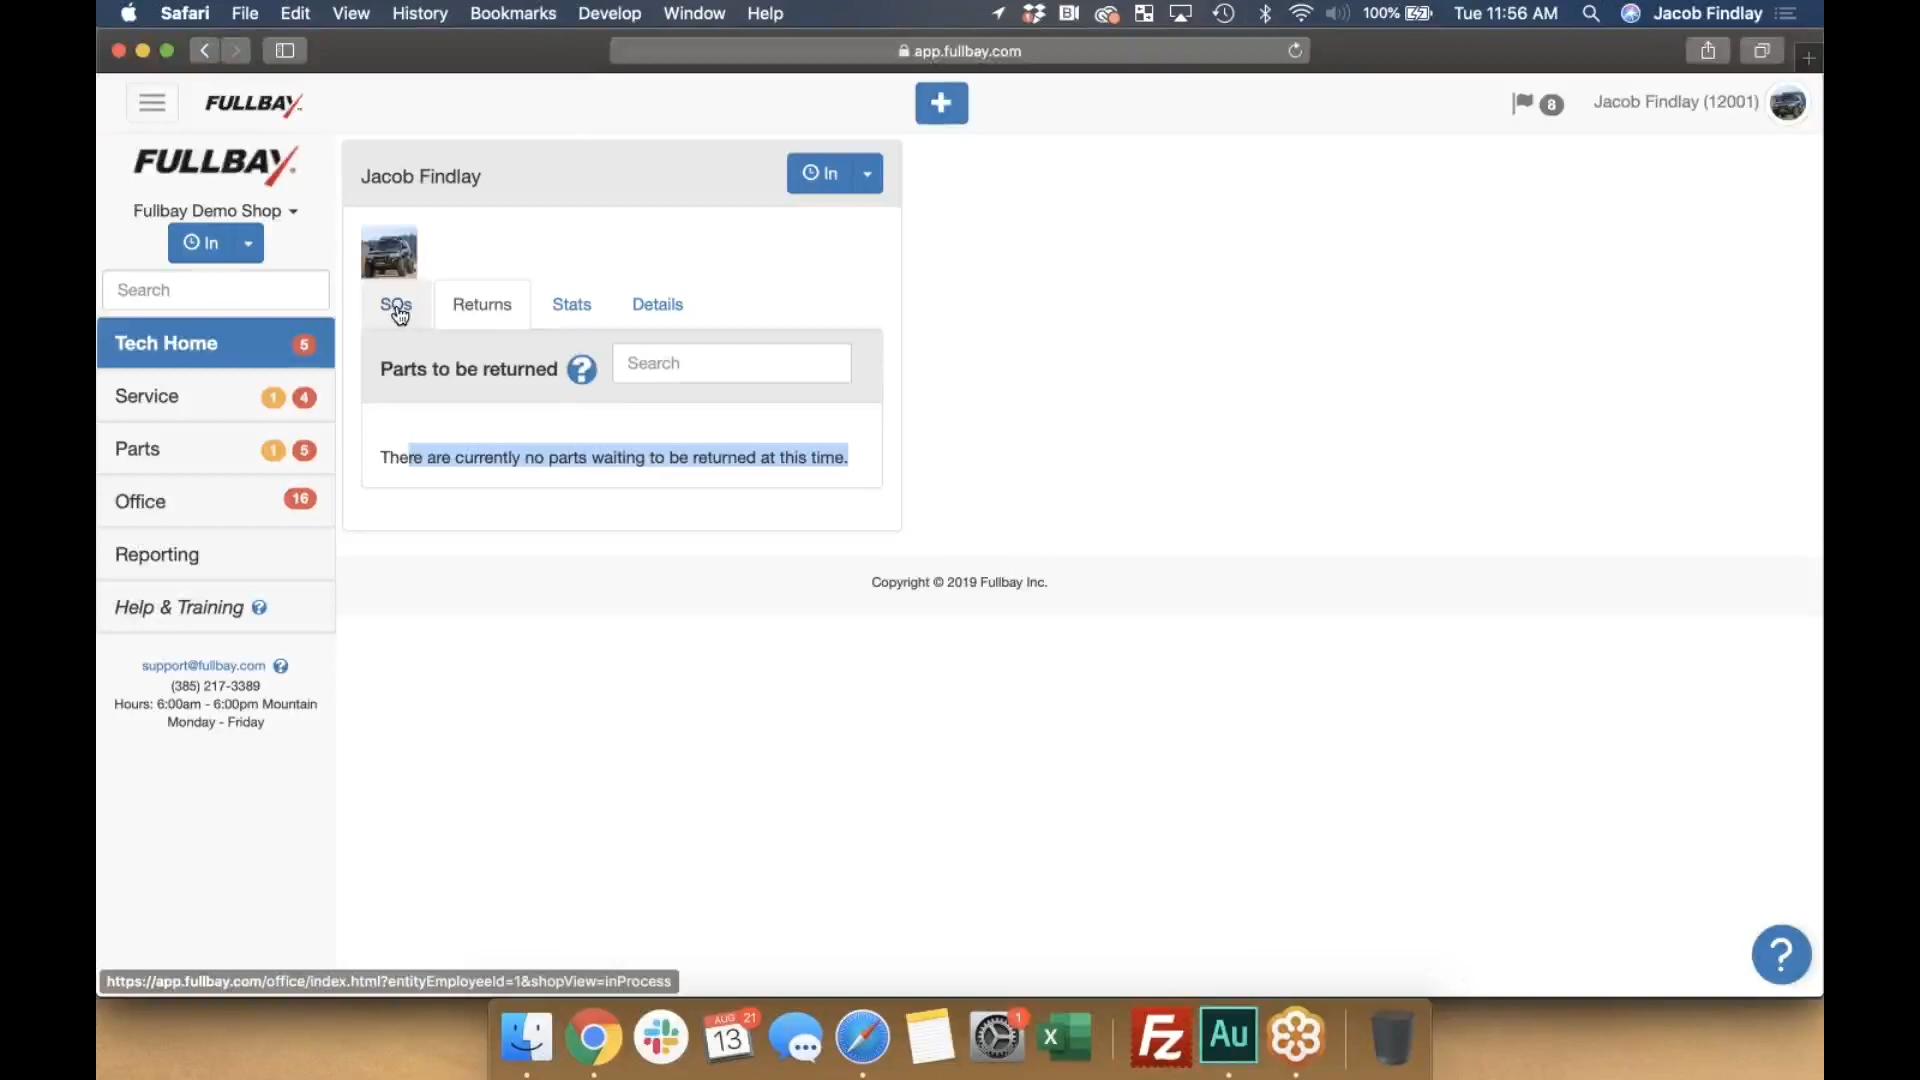 Safari File Edit View History Bookmarks Develop Window Help 100% Tue 11:56 AM Jacob Findlay
app.fullbay.com
FULLBAY 8 Jacob Findlay (12001)
FULLBAY
Fullbay Demo Shop
In
Search
Tech Home 5
Service 1 4
Parts 1 5
Office 16
Reporting
Help & Training ?
support@fullbay.com ?
(385) 217-3389
Hours: 6:00am - 6:00pm Mountain
Monday - Friday
Jacob Findlay In
SOs Returns Stats Details
Parts to be returned ? Search
There are currently no parts waiting to be returned at this time.
Copyright © 2019 Fullbay Inc.
?
https://app.fullbay.com/office/index.html?entityEmployeeId=1&shopView=inProcess
AUG 21
13
1
X
Fz
Au